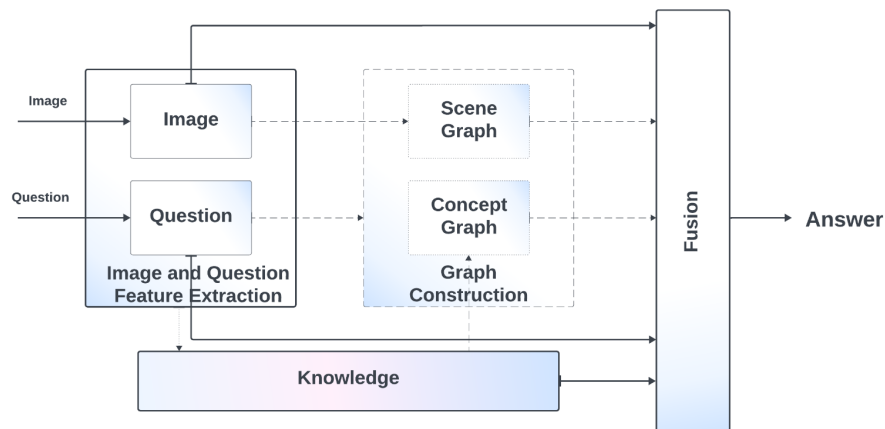 Image
Image
Scene
Graph
Question
Question
Concept
Graph
Image and Question
Feature Extraction
Graph
Construction
Knowledge
Fusion
Answer